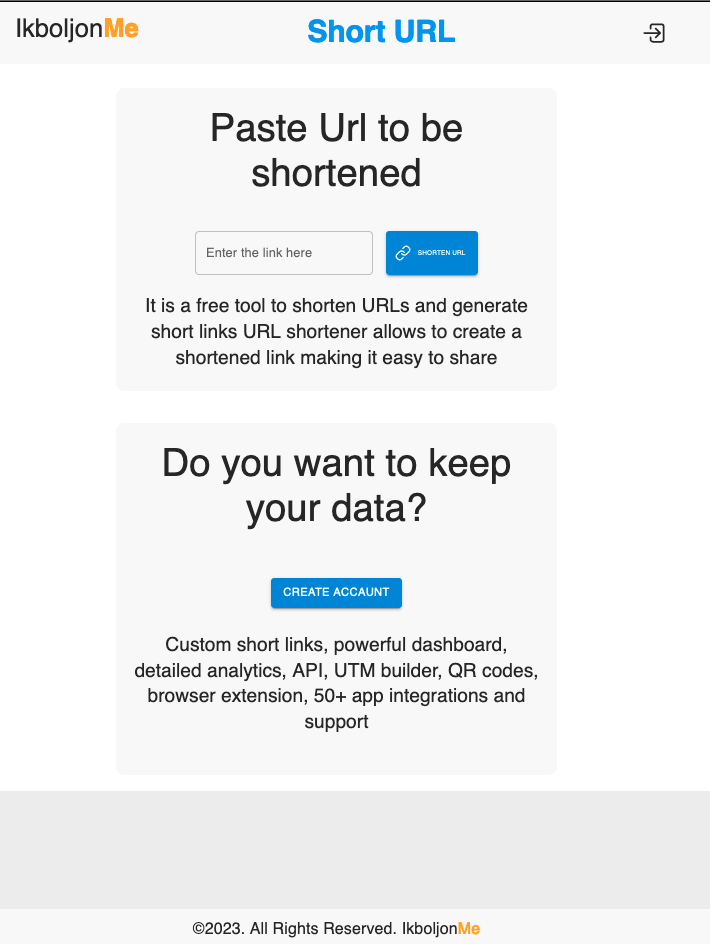 IkboljonMe
Short URL
Paste Url to be
shortened
Enter the link here
SHORTEN URL
It is a free tool to shorten URLs and generate
short links URL shortener allows to create a
shortened link making it easy to share
Do you want to keep
your data?
CREATE ACCAUNT
Custom short links, powerful dashboard,
detailed analytics, API, UTM builder, QR codes,
browser extension, 50+ app integrations and
support
©2023. All Rights Reserved. IkboljonMe